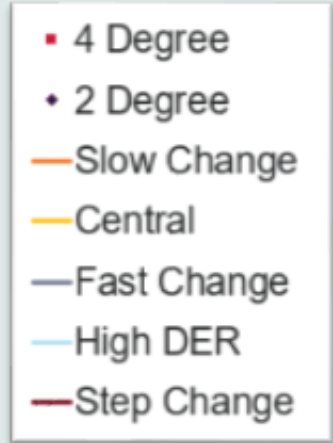 4 Degree
2 Degree
Slow Change
Central
Fast Change
High DER
Step Change